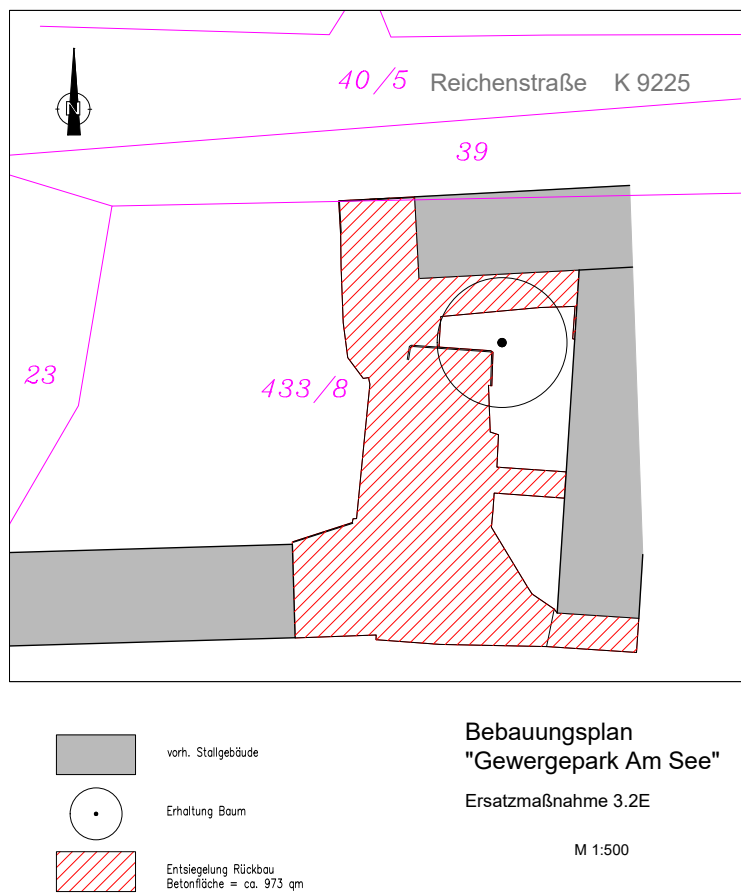 40/5 Reichenstraße K 9225
N
39
23
433/8
vorh. Stallgebäude
Erhaltung Baum
Entsiegelung Rückbau
Betonfläche = ca. 973 qm
Bebauungsplan
"Gewergepark Am See"
Ersatzmaßnahme 3.2E
M 1:500